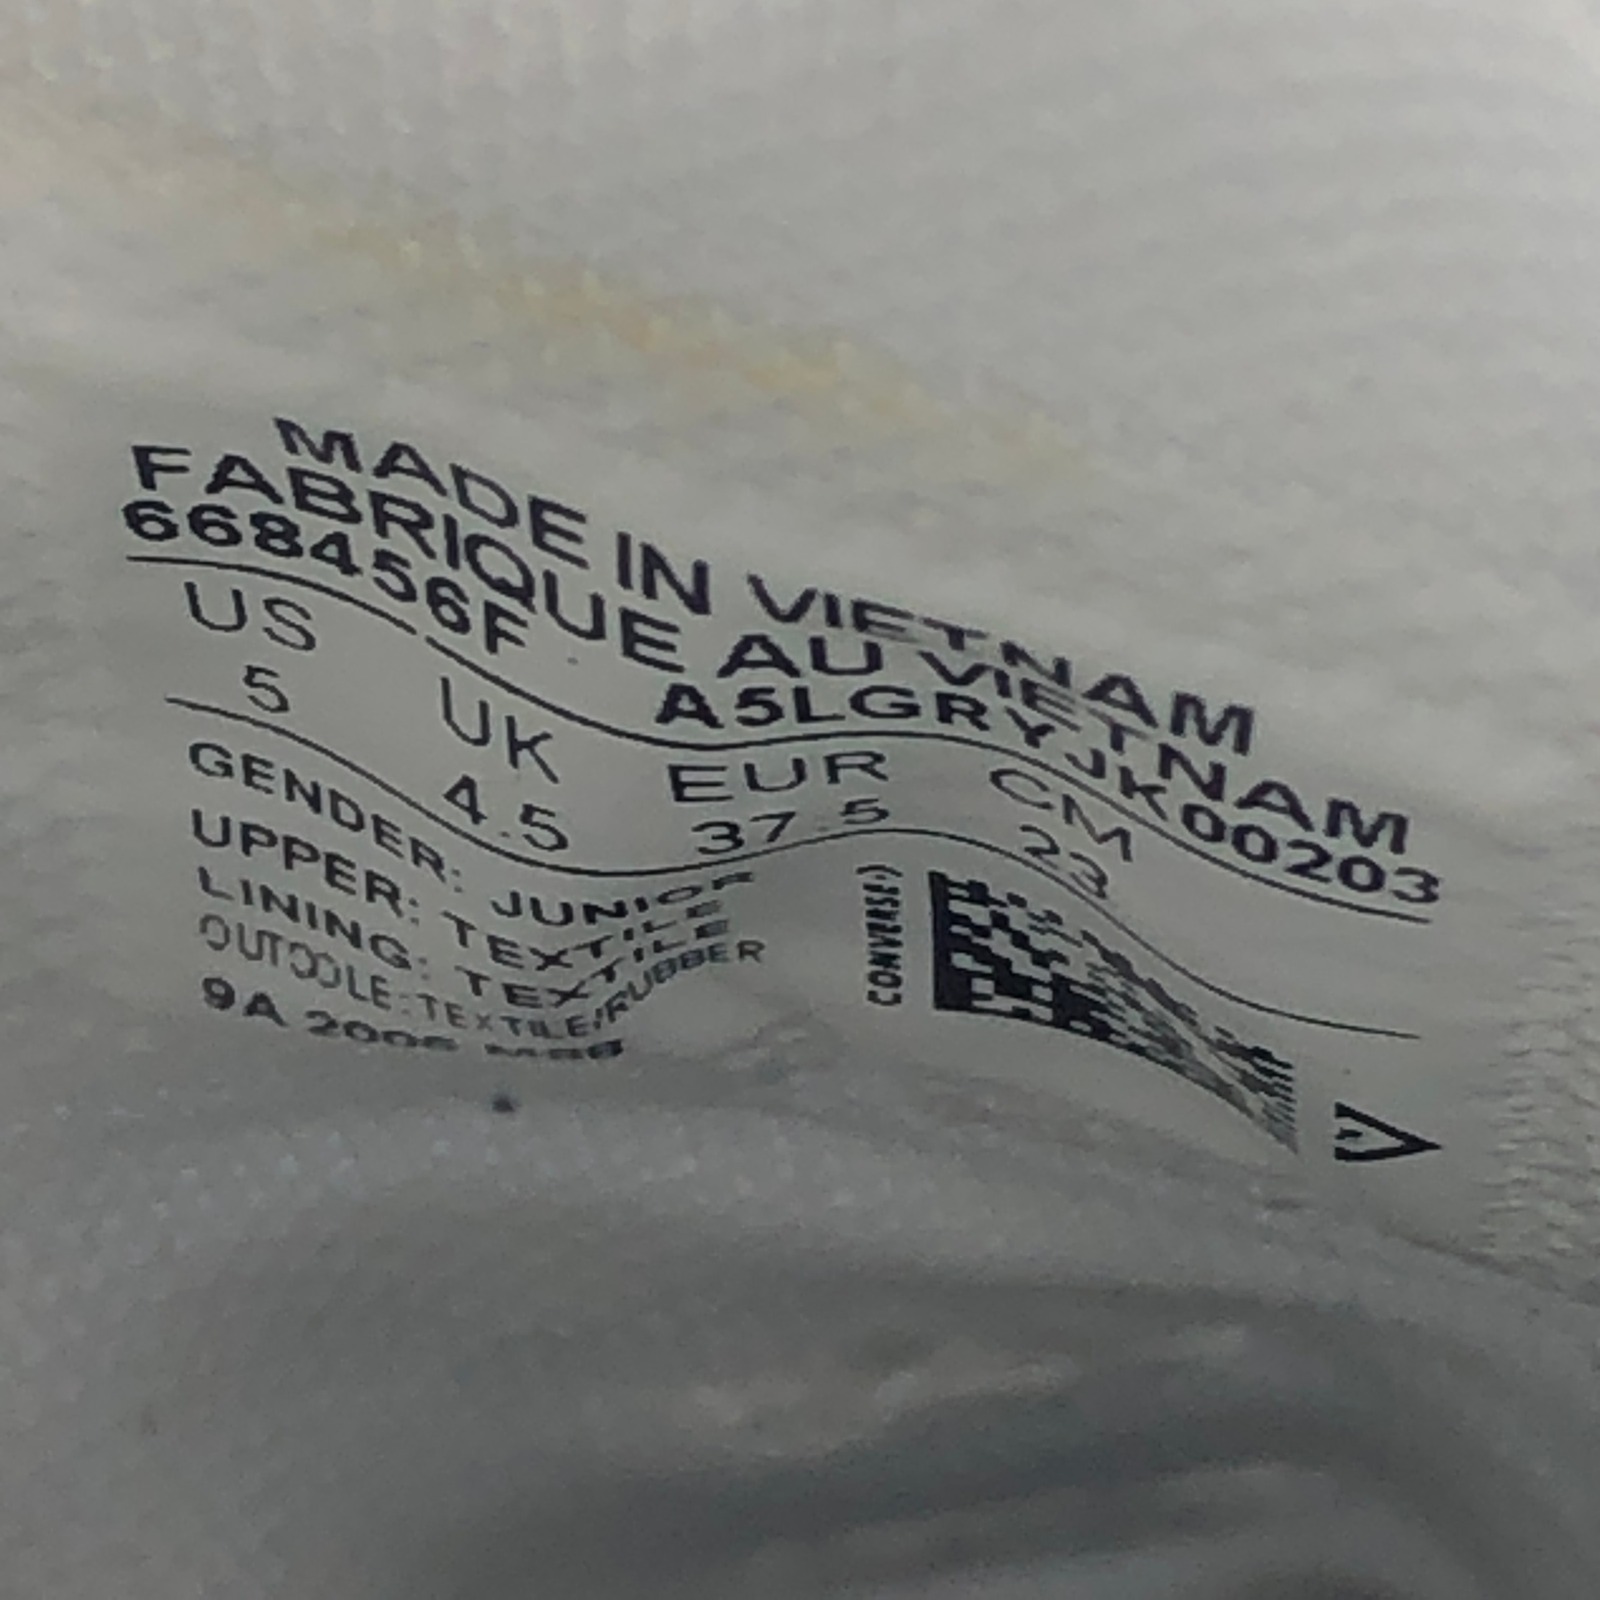 MADE IN VIETNAM
FABRIQUE AU VIETNAM
668456F A5LGRYJK00203
US UK EUR CM
5 4.5 37.5 23
GENDER: JUNIOR
UPPER: TEXTILE
LINING: TEXTILE
OUTSOLE:TEXTILE/RUBBER
9A
CONVERSE